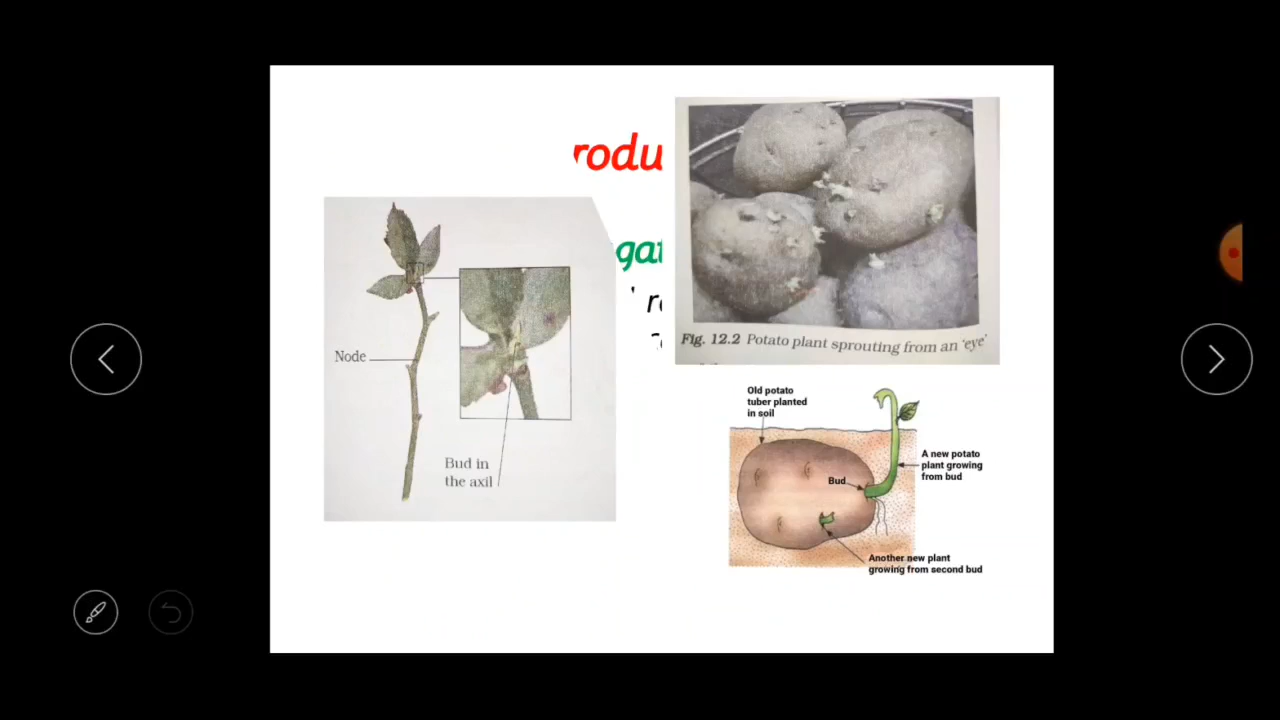 rodu
gat
' re
Node
Bud in
the axil
Fig. 12.2 Potato plant sprouting from an 'eye'
Old potato
tuber planted
in soil
Bud
A new potato
plant growing
from bud
Another new plant
growing from second bud